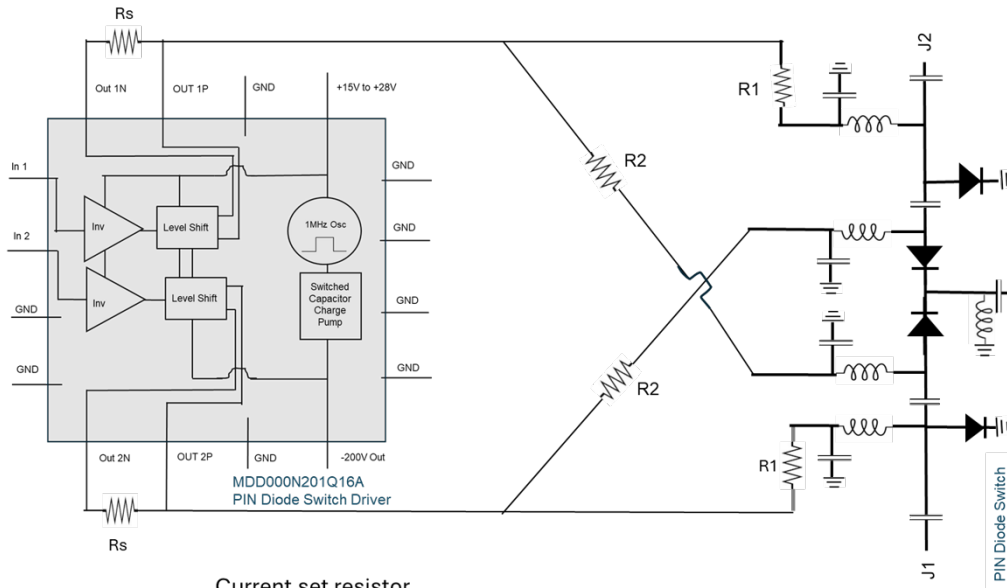 Rs
J2
Out 1N
OUT 1P
GND
+15V to +28V
R1
In 1
GND
R2
Inv
Level Shift
1MHz Osc
GND
In 2
Inv
Level Shift
Switched
Capacitor
Charge
Pump
GND
GND
GND
GND
R2
Out 2N
OUT 2P
GND
-200V Out
R1
MDD000N201Q16A
PIN Diode Switch Driver
Rs
J1
PIN Diode Switch
Current set resistor